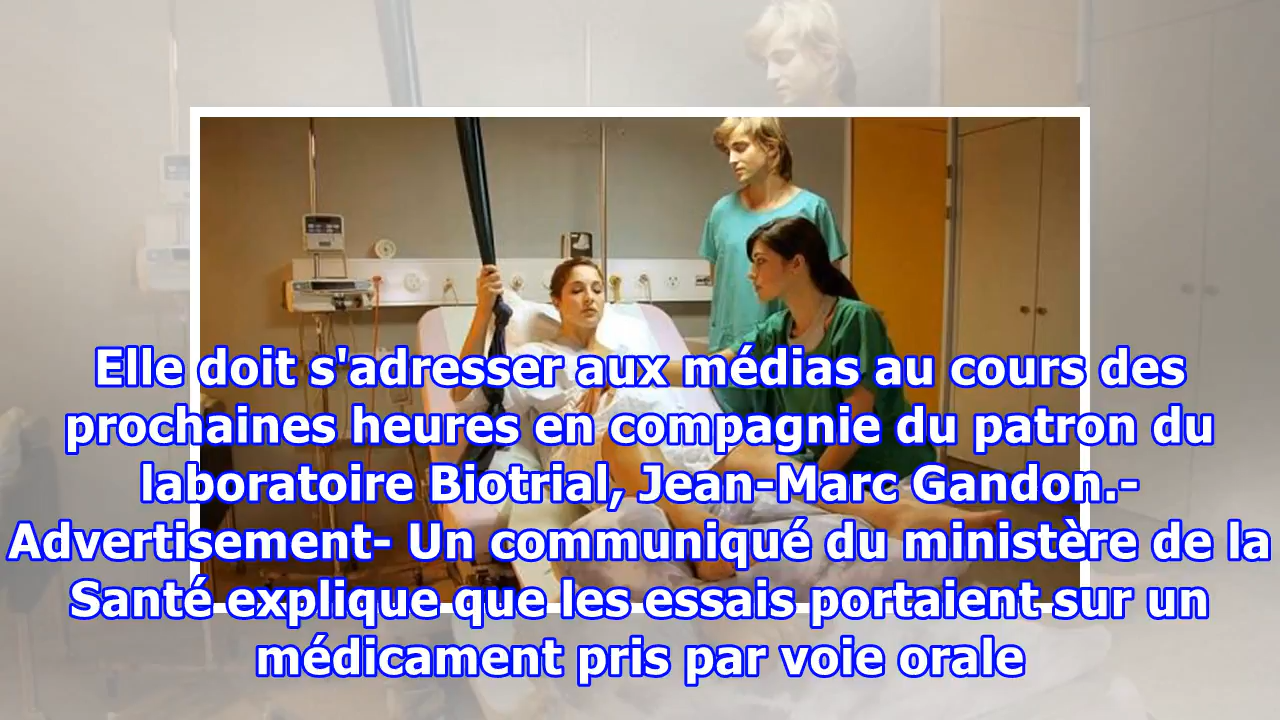 Elle doit s'adresser aux médias au cours des
prochaines heures en compagnie du patron du
laboratoire Biotrial, Jean-Marc Gandon.-
Advertisement- Un communiqué du ministère de la
Santé explique que les essais portaient sur un
médicament pris par voie orale